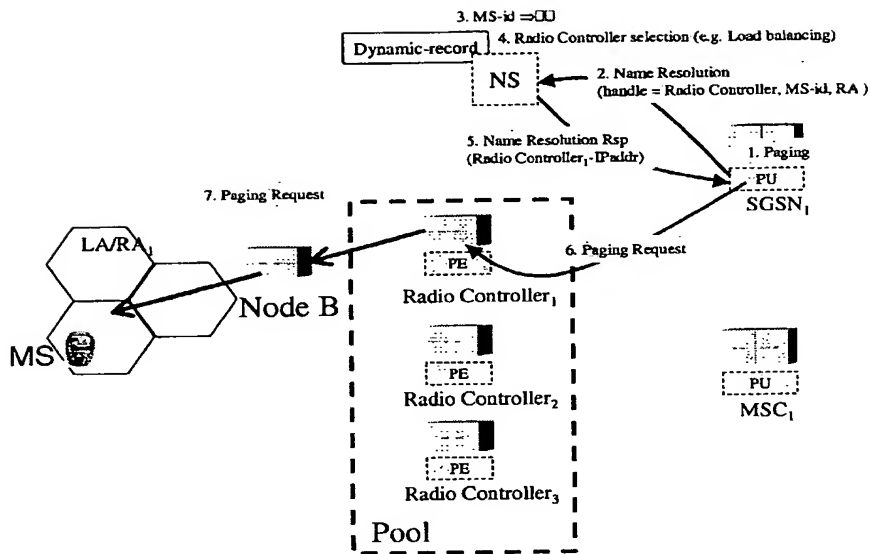 3. MS-id ⇒□□
Dynamic-record
4. Radio Controller selection (e.g. Load balancing)
NS
2. Name Resolution
(handle = Radio Controller, MS-id, RA )
5. Name Resolution Rsp
(Radio Controller₁-IPaddr)
1. Paging
PU
SGSN₁
7. Paging Request
6. Paging Request
LA/RA₁
Node B
MS
PE
Radio Controller₁
PE
Radio Controller₂
PE
Radio Controller₃
Pool
PU
MSC₁